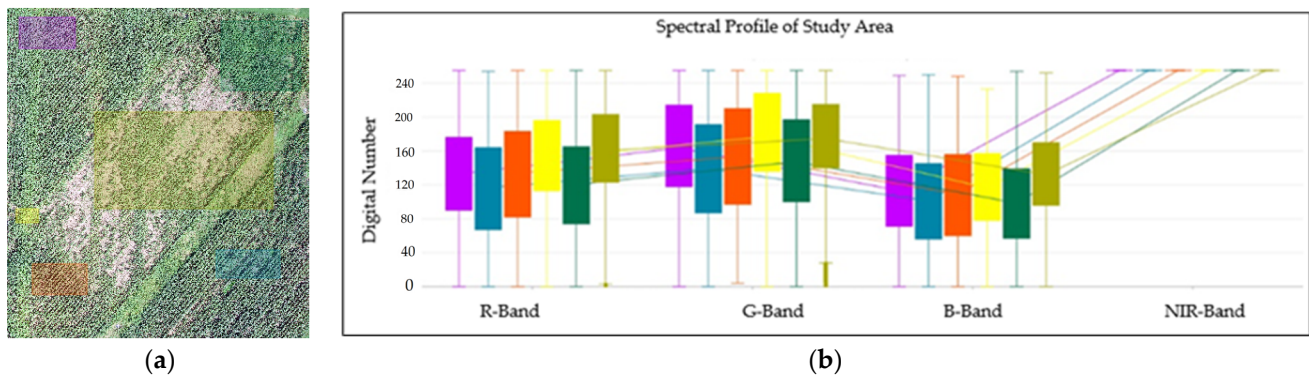 Spectral Profile of Study Area
Digital Number
240
200
160
120
80
40
0
R-Band G-Band B-Band NIR-Band
(a) (b)